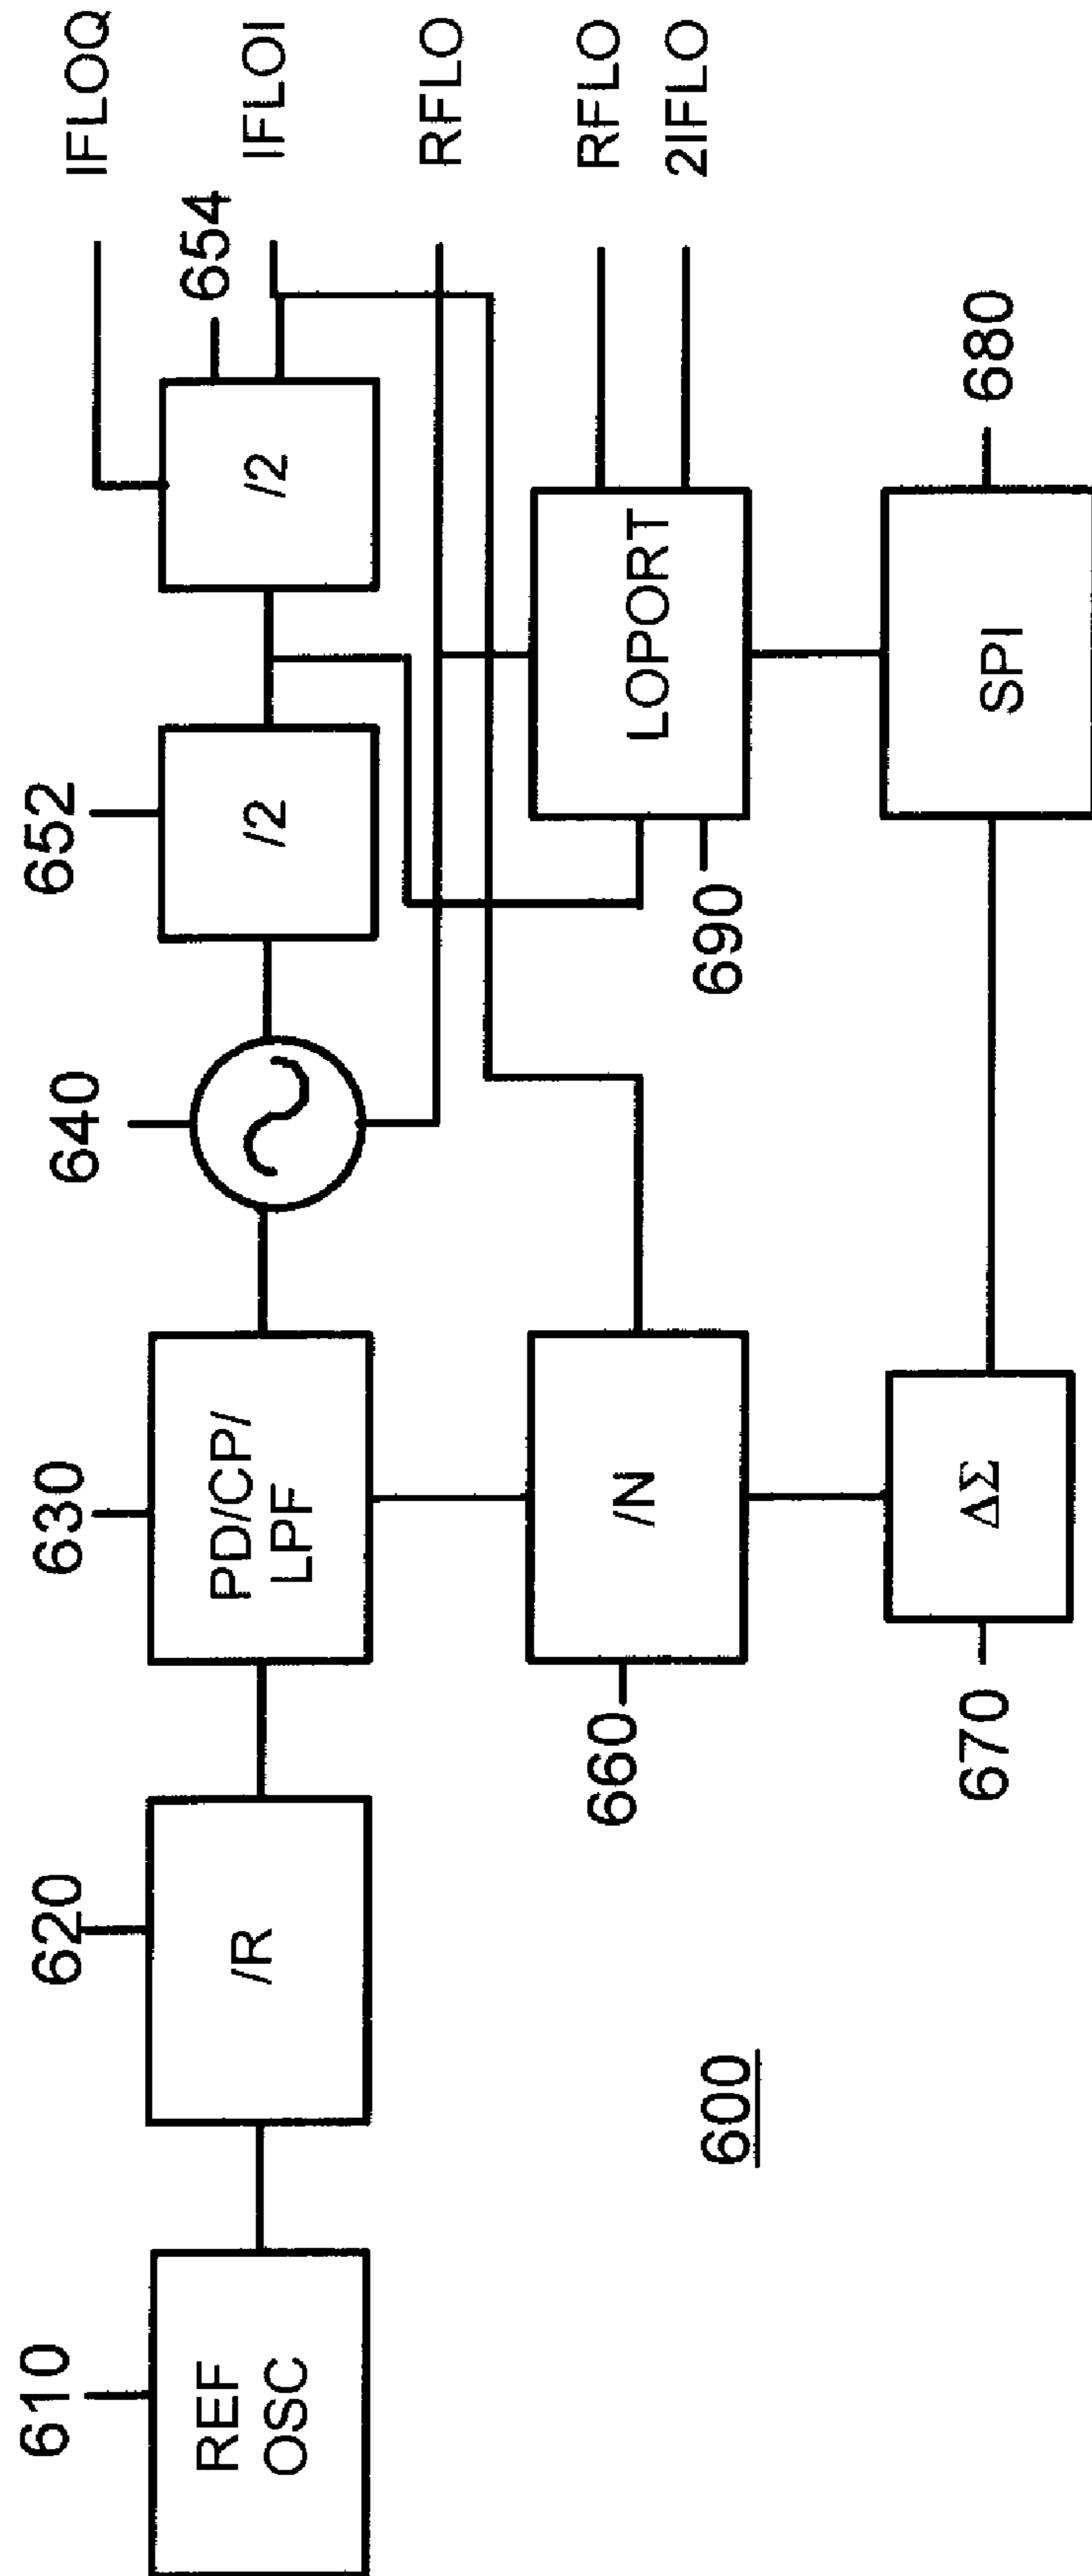 610
620
630
640
652
654
IFLOQ
IFLOI
RFLO
RFLO
2IFLO
REF
OSC
/R
PD/CP/
LPF
/2
/2
/N
660
LOPORT
690
ΔΣ
670
SPI
680
600